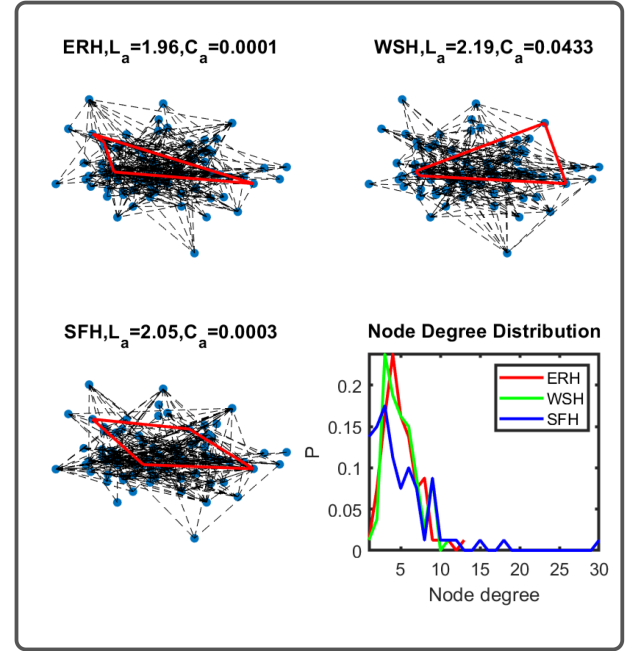 ERH,La=1.96,Ca=0.0001
WSH,La=2.19,Ca=0.0433
SFH,La=2.05,Ca=0.0003
Node Degree Distribution
ERH
WSH
SFH
0.2
0.15
0.1
0.05
0
P
5 10 15 20 25 30
Node degree